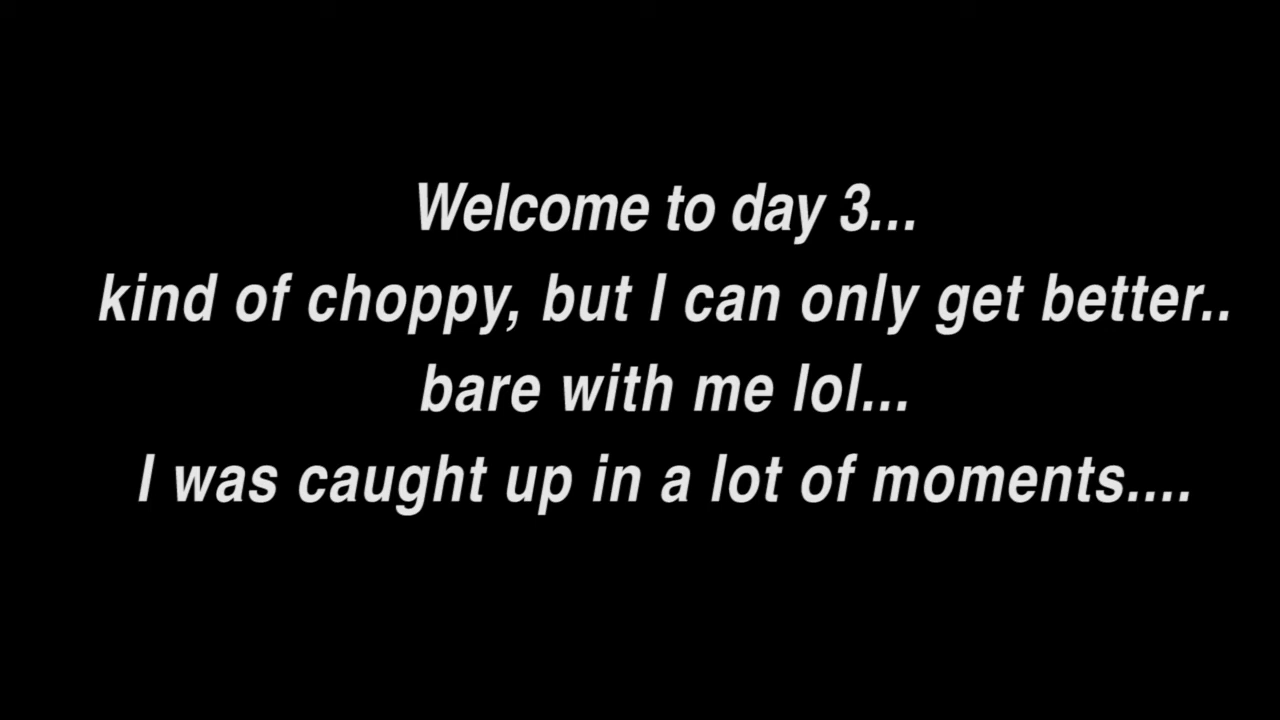 Welcome to day 3...
kind of choppy, but I can only get better..
bare with me lol...
I was caught up in a lot of moments....